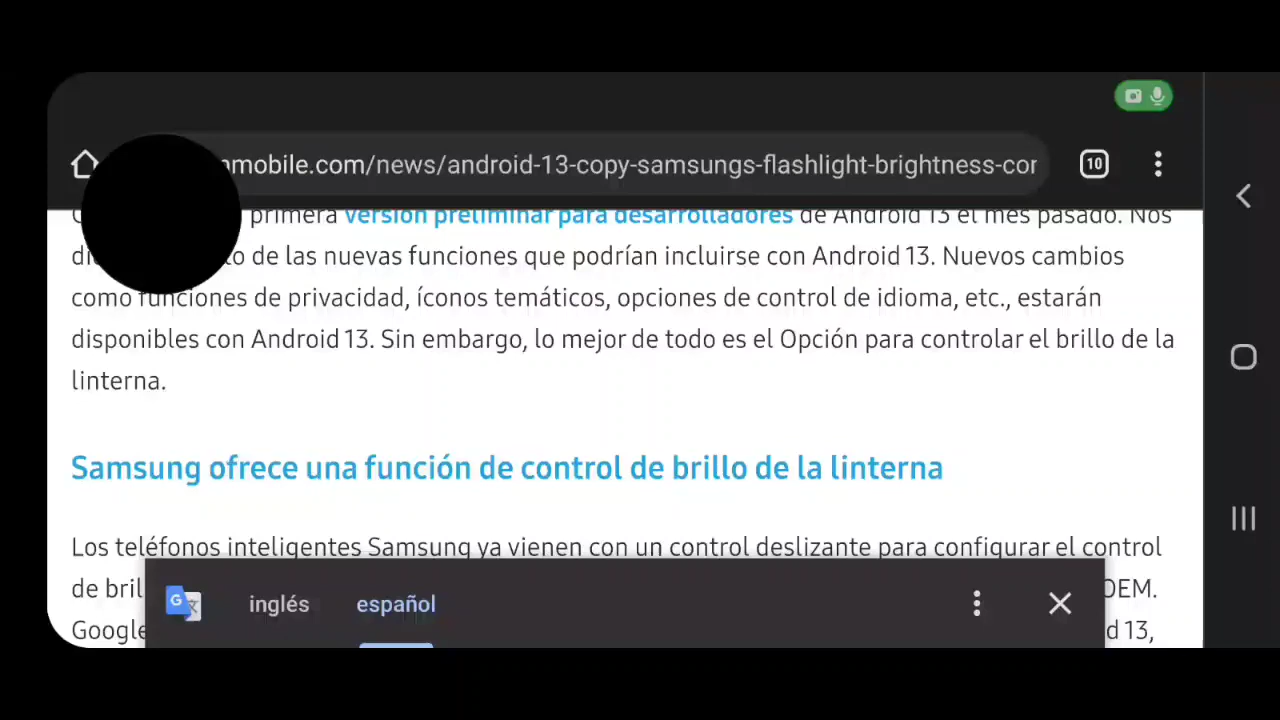 mobile.com/news/android-13-copy-samsungs-flashlight-brightness-cor
10
primera versión preliminar para desarrolladores de Android 13 el mes pasado. Nos
de las nuevas funciones que podrían incluirse con Android 13. Nuevos cambios
como funciones de privacidad, íconos temáticos, opciones de control de idioma, etc., estarán
disponibles con Android 13. Sin embargo, lo mejor de todo es el Opción para controlar el brillo de la
linterna.
Samsung ofrece una función de control de brillo de la linterna
Los teléfonos inteligentes Samsung ya vienen con un control deslizante para configurar el control
de bril OEM.
Google d 13,
inglés español